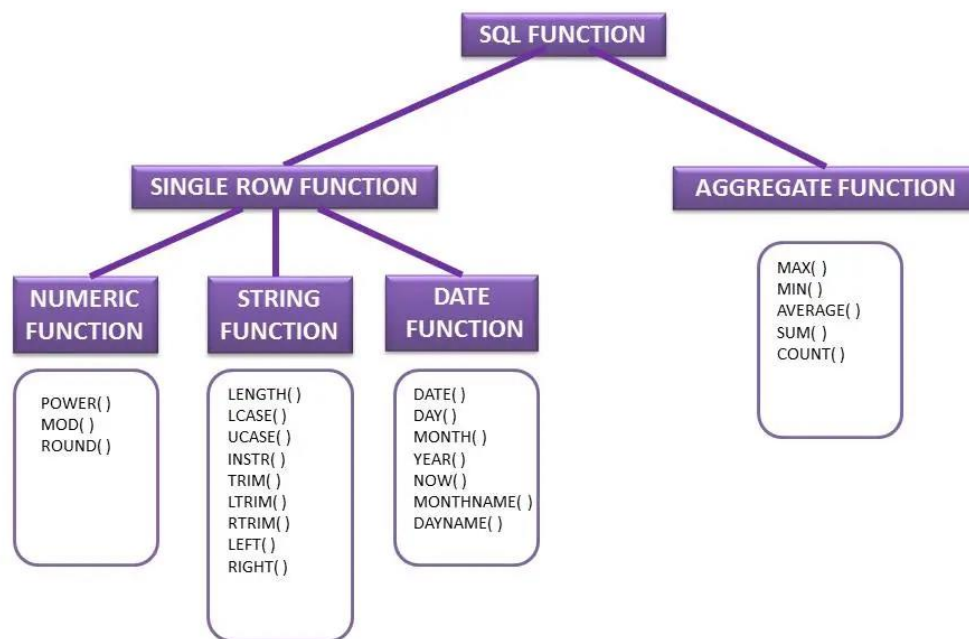 SQL FUNCTION
SINGLE ROW FUNCTION
AGGREGATE FUNCTION
NUMERIC
FUNCTION
STRING
FUNCTION
DATE
FUNCTION
POWER( )
MOD( )
ROUND( )
LENGTH( )
LCASE( )
UCASE( )
INSTR( )
TRIM( )
LTRIM( )
RTRIM( )
LEFT( )
RIGHT( )
DATE( )
DAY( )
MONTH( )
YEAR( )
NOW( )
MONTHNAME( )
DAYNAME( )
MAX( )
MIN( )
AVERAGE( )
SUM( )
COUNT( )